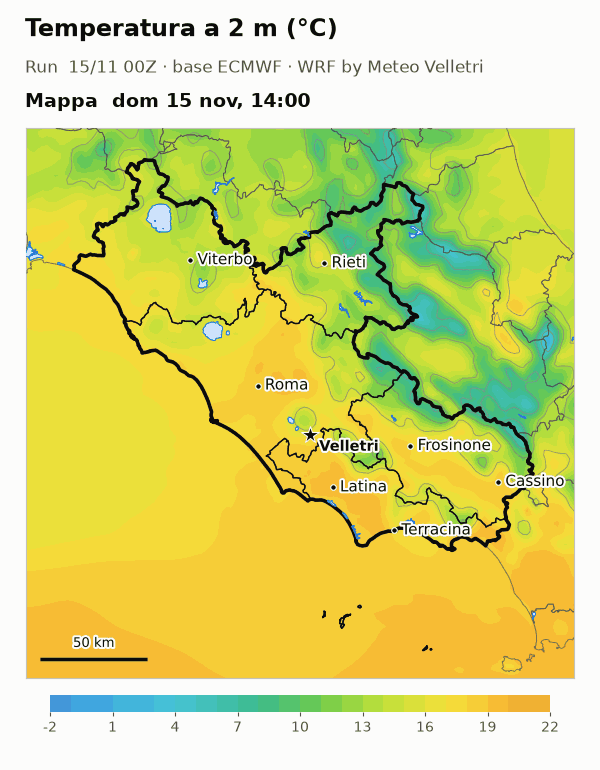 Temperatura a 2 m (°C)
Run  15/11 00Z · base ECMWF · WRF by Meteo Velletri
Mappa  dom 15 nov, 14:00
Viterbo
Rieti
Roma
Velletri
Frosinone
Cassino
Latina
Terracina
50 km
-2 1 4 7 10 13 16 19 22